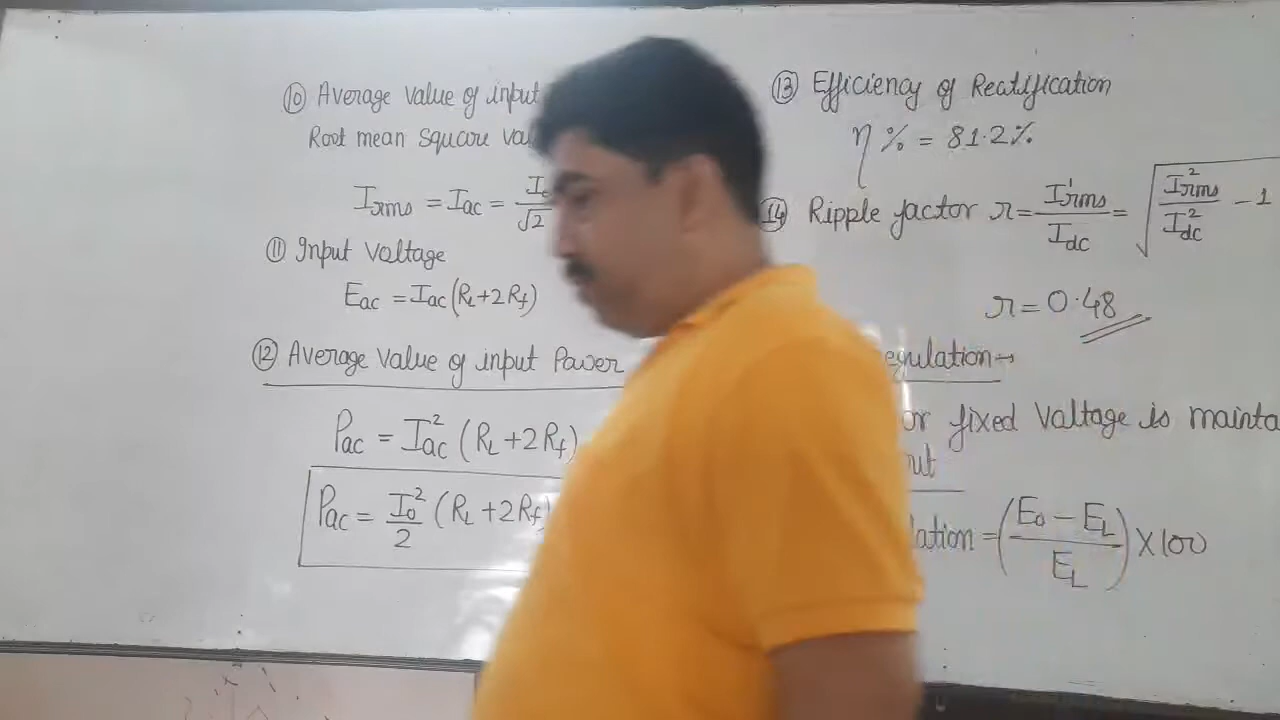 ⑩ Average value of input
Root mean square va
Irms = Iac = I /√2
⑪ Input Voltage
Eac = Iac (RL+2Rf)
⑫ Average value of input Power
Pac = I²ac (RL+2Rf)
Pac = I₀²/2 (RL+2Rf)
⑬ Efficiency of Rectification
η % = 81.2%
⑭ Ripple factor r = I'rms/Idc = √(I²rms/I²dc − 1
r = 0.48
egulation→
or fixed Voltage is mainta
ut
lation = (E₀ − EL/EL) × 100